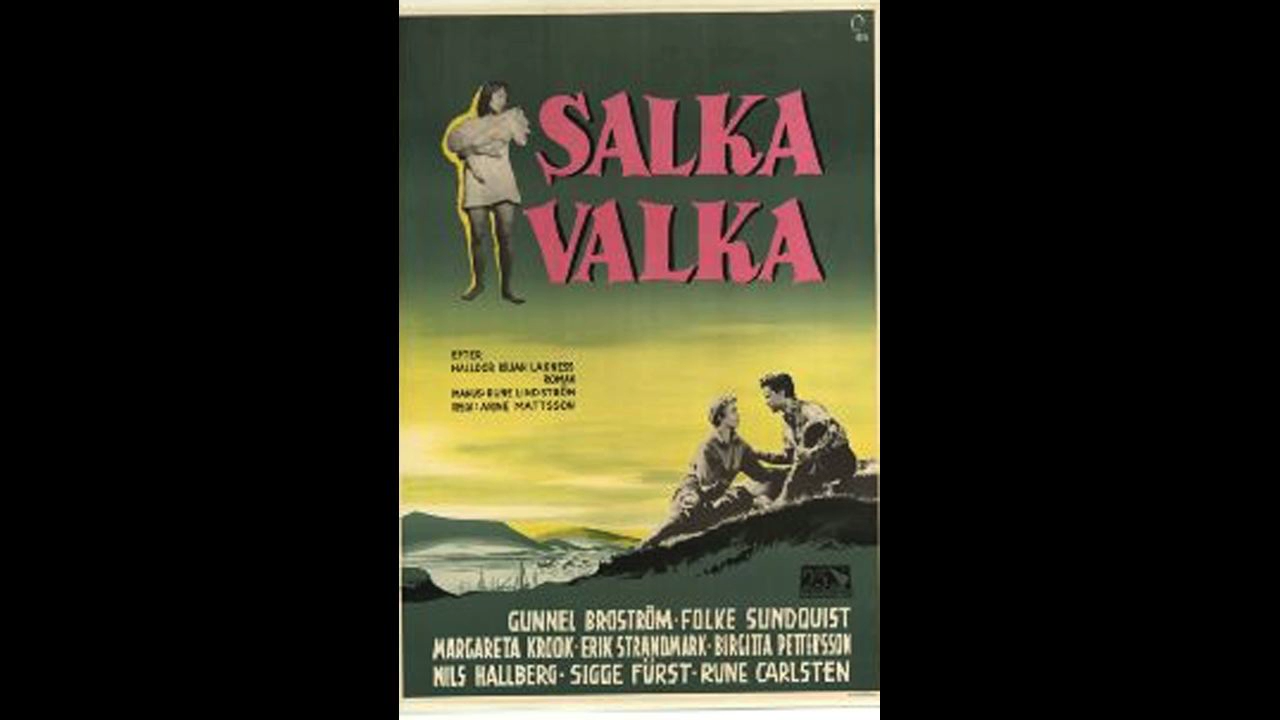 SALKA
VALKA
EFTER
HALLDOR KILJAN LAXNESS
ROMAN
MANUS: RUNE LINDSTRÖM
REGI: ARNE MATTSSON
GUNNEL BROSTRÖM · FOLKE SUNDQUIST
MARGARETA KROOK · ERIK STRANDMARK · BIRGITTA PETTERSSON
NILS HALLBERG · SIGGE FÜRST · RUNE CARLSTEN